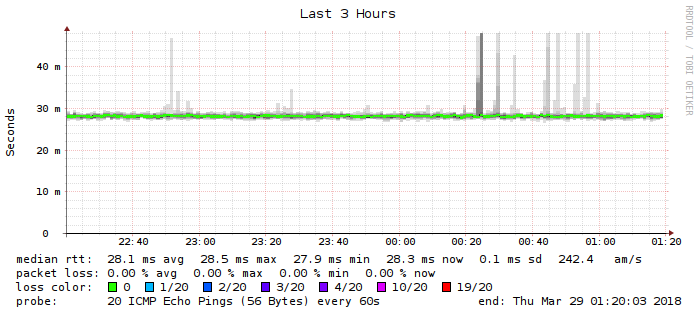 Last 3 Hours
RRDTOOL / TOBI OETIKER
Seconds
40 m
30 m
20 m
10 m
0
22:40 23:00 23:20 23:40 00:00 00:20 00:40 01:00 01:20
median rtt: 28.1 ms avg 28.5 ms max 27.9 ms min 28.3 ms now 0.1 ms sd 242.4 am/s
packet loss: 0.00 % avg 0.00 % max 0.00 % min 0.00 % now
loss color: 0 1/20 2/20 3/20 4/20 10/20 19/20
probe: 20 ICMP Echo Pings (56 Bytes) every 60s end: Thu Mar 29 01:20:03 2018